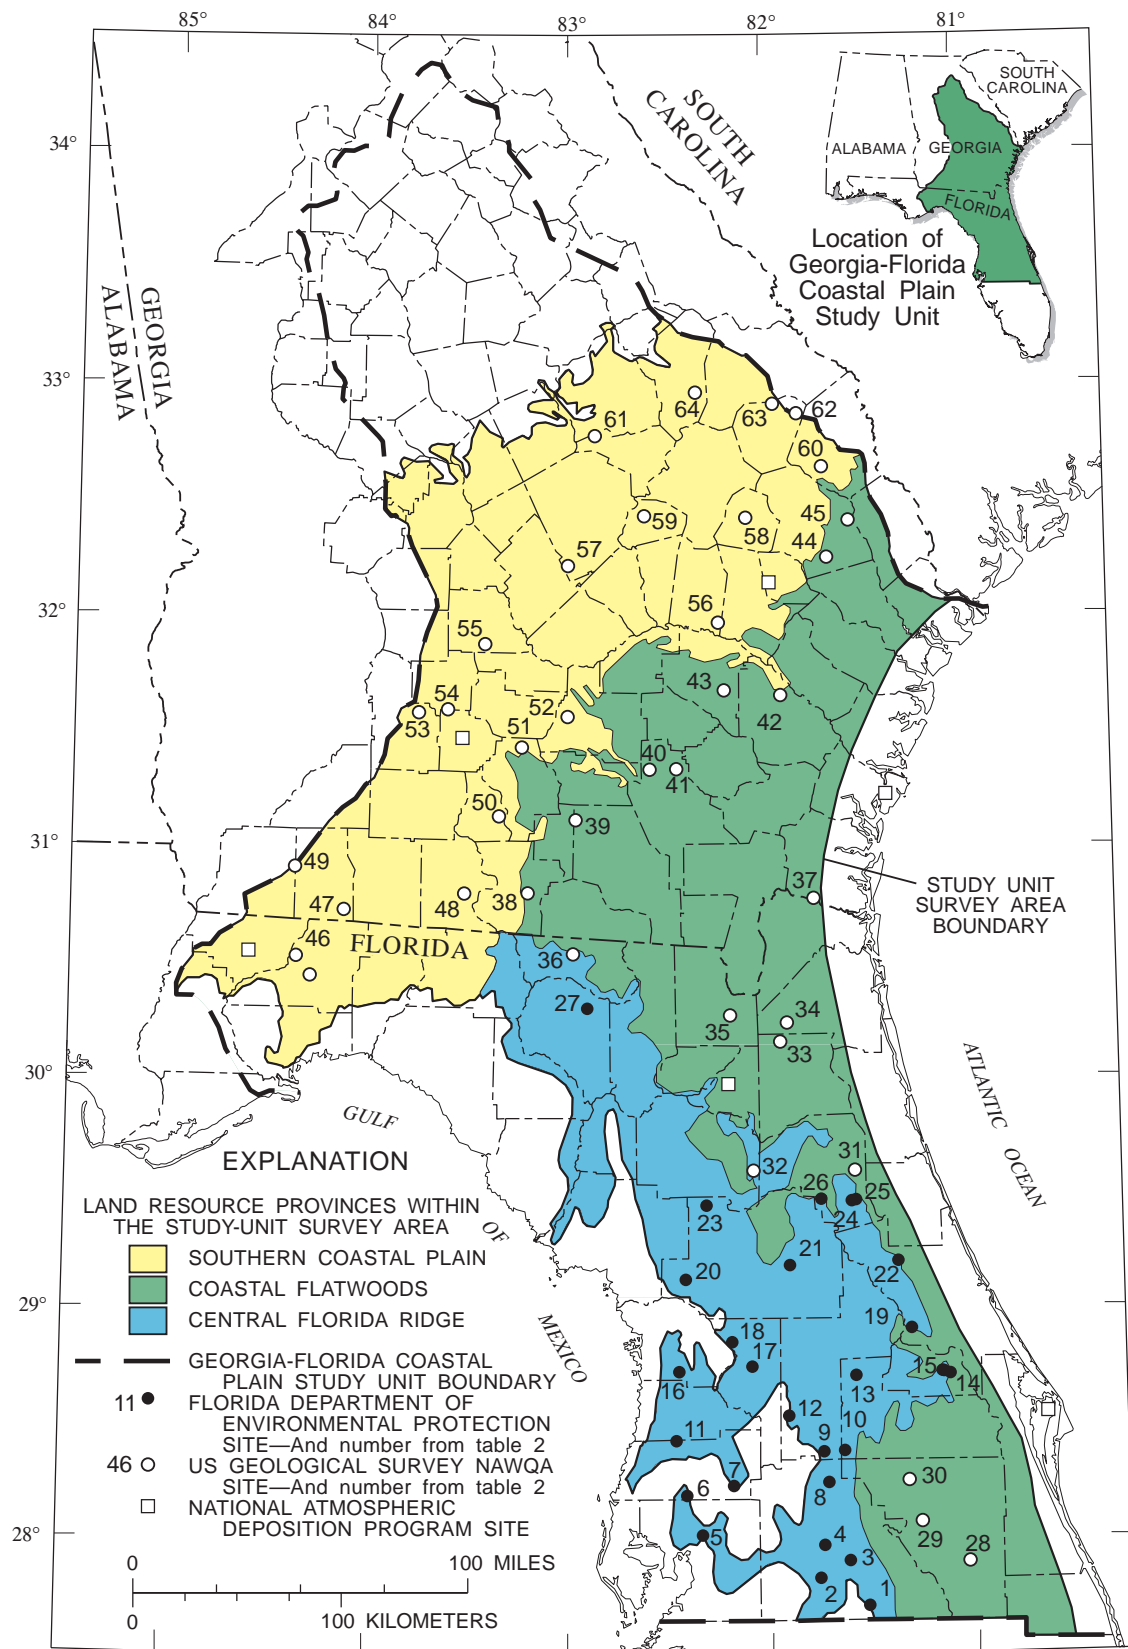 85°
84°
83°
82°
81°
34°
33°
32°
31°
30°
29°
28°
SOUTH
CAROLINA
GEORGIA
ALABAMA
SOUTH
CAROLINA
ALABAMA
GEORGIA
FLORIDA
Location of
Georgia-Florida
Coastal Plain
Study Unit
64
63
62
61
60
59
58
57
45
44
56
55
54
53
52
51
43
42
40
41
50
39
49
47
48
38
37
46
FLORIDA
STUDY UNIT
SURVEY AREA
BOUNDARY
36
27
35
34
33
32
31
26
25
24
23
21
22
20
19
18
17
16
15
14
13
12
11
10
9
8
7
6
5
4
3
2
1
30
29
28
ATLANTIC OCEAN
GULF
OF
MEXICO
EXPLANATION
LAND RESOURCE PROVINCES WITHIN
THE STUDY-UNIT SURVEY AREA
SOUTHERN COASTAL PLAIN
COASTAL FLATWOODS
CENTRAL FLORIDA RIDGE
GEORGIA-FLORIDA COASTAL
PLAIN STUDY UNIT BOUNDARY
11 FLORIDA DEPARTMENT OF
ENVIRONMENTAL PROTECTION
SITE—And number from table 2
46 US GEOLOGICAL SURVEY NAWQA
SITE—And number from table 2
NATIONAL ATMOSPHERIC
DEPOSITION PROGRAM SITE
0 100 MILES
0 100 KILOMETERS